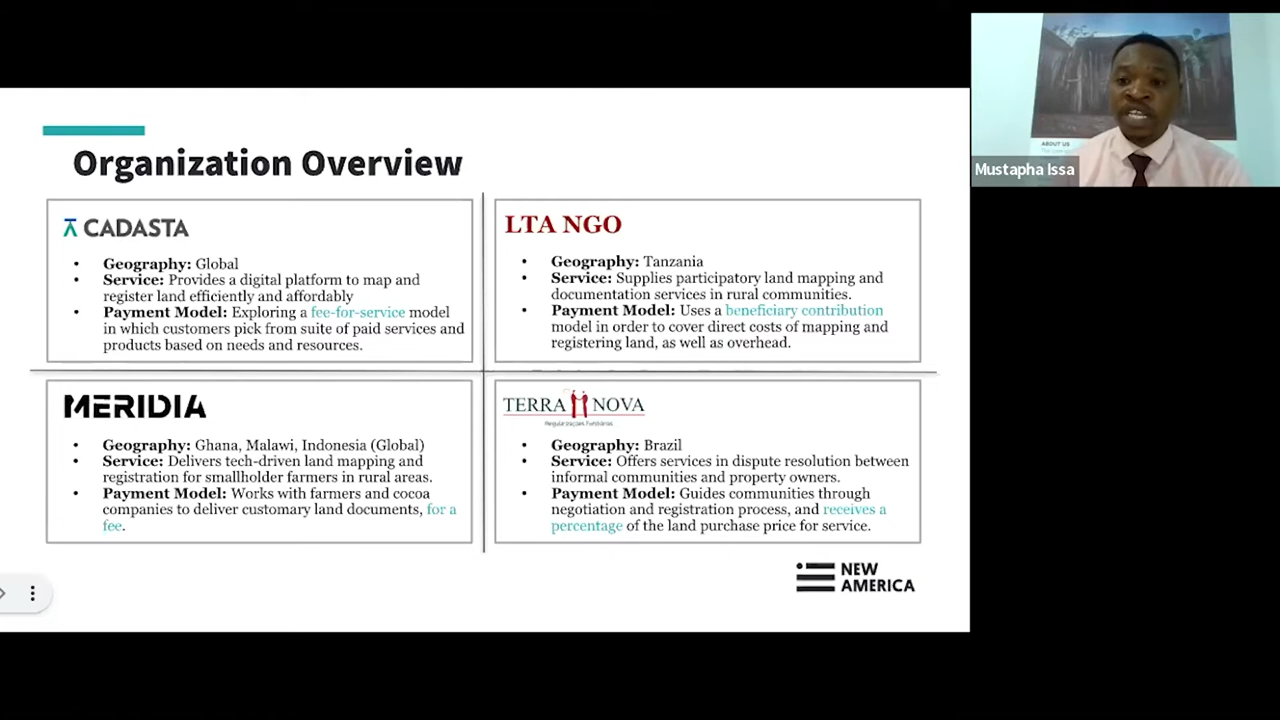 Organization Overview
CADASTA
• Geography: Global
• Service: Provides a digital platform to map and
register land efficiently and affordably
• Payment Model: Exploring a fee-for-service model
in which customers pick from suite of paid services and
products based on needs and resources.
LTA NGO
• Geography: Tanzania
• Service: Supplies participatory land mapping and
documentation services in rural communities.
• Payment Model: Uses a beneficiary contribution
model in order to cover direct costs of mapping and
registering land, as well as overhead.
MERIDIA
• Geography: Ghana, Malawi, Indonesia (Global)
• Service: Delivers tech-driven land mapping and
registration for smallholder farmers in rural areas.
• Payment Model: Works with farmers and cocoa
companies to deliver customary land documents, for a
fee.
TERRA NOVA
Regularizações Fundiárias
• Geography: Brazil
• Service: Offers services in dispute resolution between
informal communities and property owners.
• Payment Model: Guides communities through
negotiation and registration process, and receives a
percentage of the land purchase price for service.
NEW
AMERICA
ABOUT US
Mustapha Issa